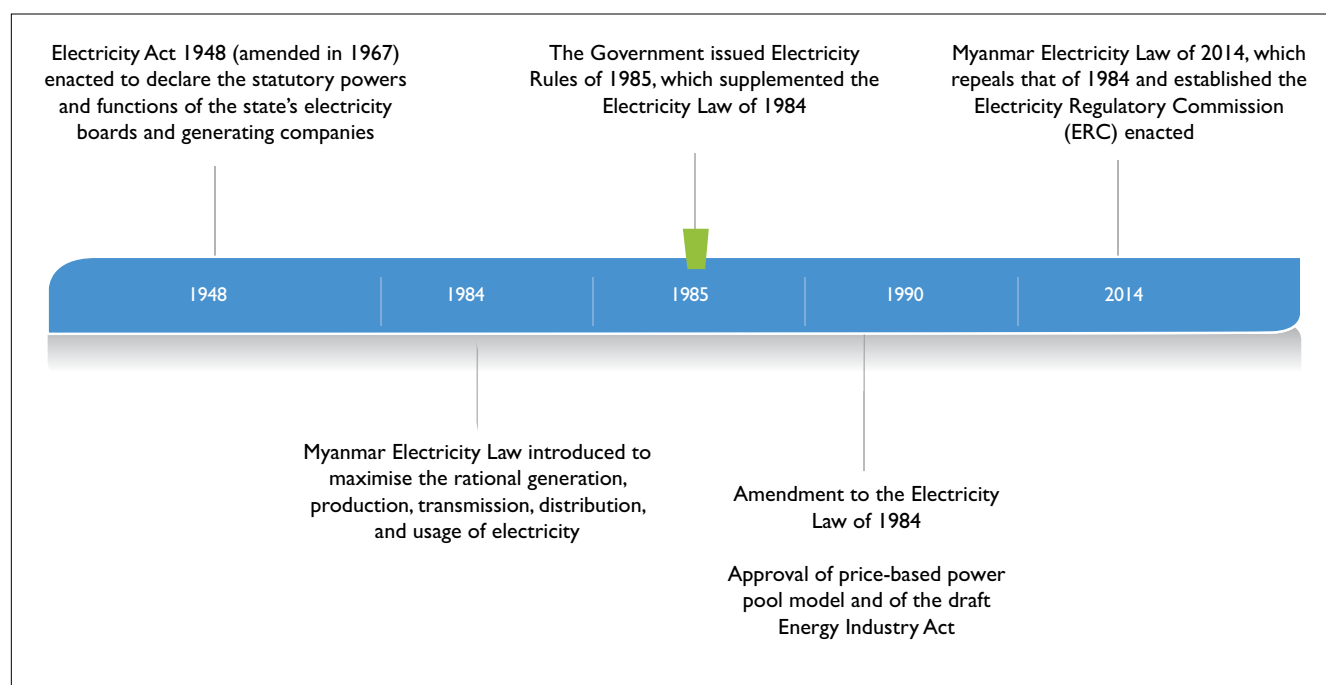 Electricity Act 1948 (amended in 1967)
enacted to declare the statutory powers
and functions of the state's electricity
boards and generating companies
The Government issued Electricity
Rules of 1985, which supplemented the
Electricity Law of 1984
Myanmar Electricity Law of 2014, which
repeals that of 1984 and established the
Electricity Regulatory Commission
(ERC) enacted
1948
1984
1985
1990
2014
Myanmar Electricity Law introduced to
maximise the rational generation,
production, transmission, distribution,
and usage of electricity
Amendment to the Electricity
Law of 1984
Approval of price-based power
pool model and of the draft
Energy Industry Act